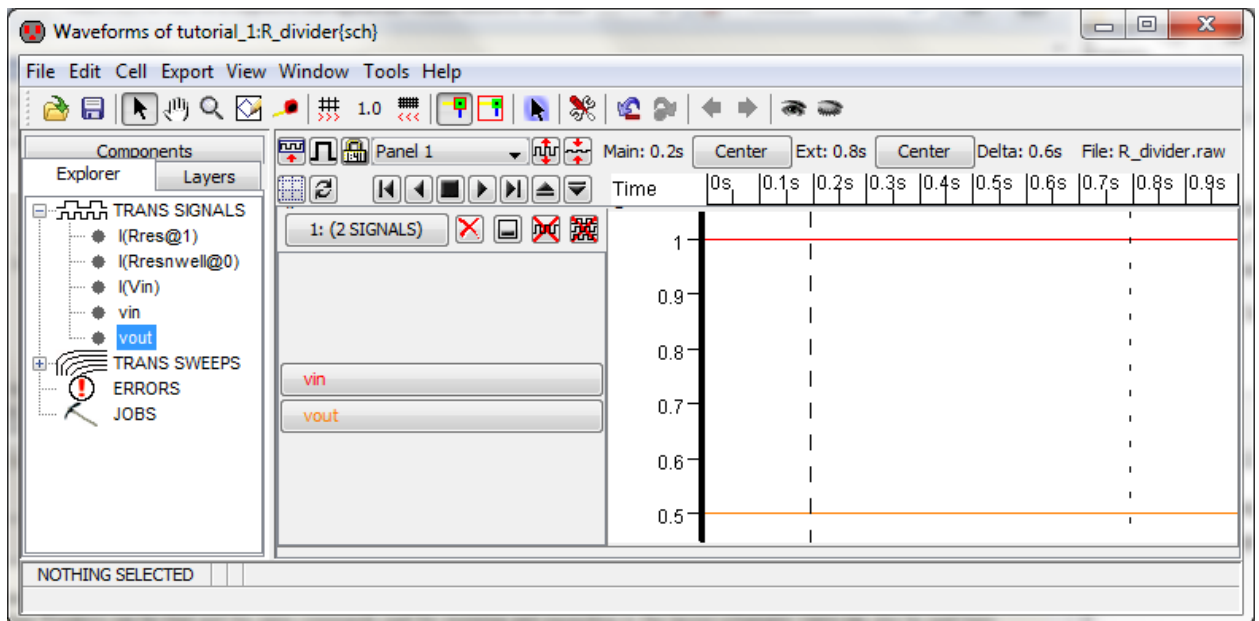 Waveforms of tutorial_1:R_divider{sch}
File Edit Cell Export View Window Tools Help
1.0
Components
Explorer Layers
TRANS SIGNALS
I(Rres@1)
I(Rresnwell@0)
I(Vin)
vin
vout
TRANS SWEEPS
ERRORS
JOBS
Panel 1 Main: 0.2s Center Ext: 0.8s Center Delta: 0.6s File: R_divider.raw
Time 0s 0.1s 0.2s 0.3s 0.4s 0.5s 0.6s 0.7s 0.8s 0.9s
1: (2 SIGNALS)
vin
vout
1
0.9
0.8
0.7
0.6
0.5
NOTHING SELECTED